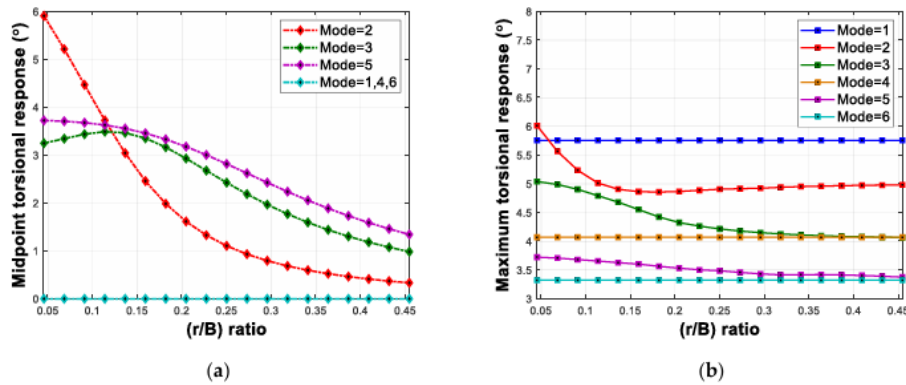 Midpoint torsional response (°)
6
5
4
3
2
1
0
0.05
0.1
0.15
0.2
0.25
0.3
0.35
0.4
0.45
(r/B) ratio
Mode=2
Mode=3
Mode=5
Mode=1,4,6
(a)
Maximum torsional response (°)
8
7.5
7
6.5
6
5.5
5
4.5
4
3.5
3
0.05
0.1
0.15
0.2
0.25
0.3
0.35
0.4
0.45
(r/B) ratio
Mode=1
Mode=2
Mode=3
Mode=4
Mode=5
Mode=6
(b)